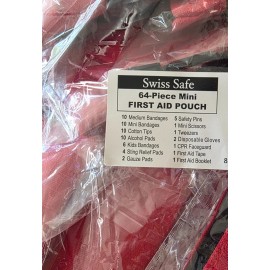 Swiss Safe
64-Piece Mini
FIRST AID POUCH
10 Medium Bandages
10 Mini Bandages
10 Cotton Tips
10 Alcohol Pads
6 Kids Bandages
4 Sting Relief Pads
2 Gauze Pads
5 Safety Pins
1 Mini Scissors
1 Tweezers
2 Disposable Gloves
1 CPR Faceguard
1 First Aid Tape
1 First Aid Booklet
8